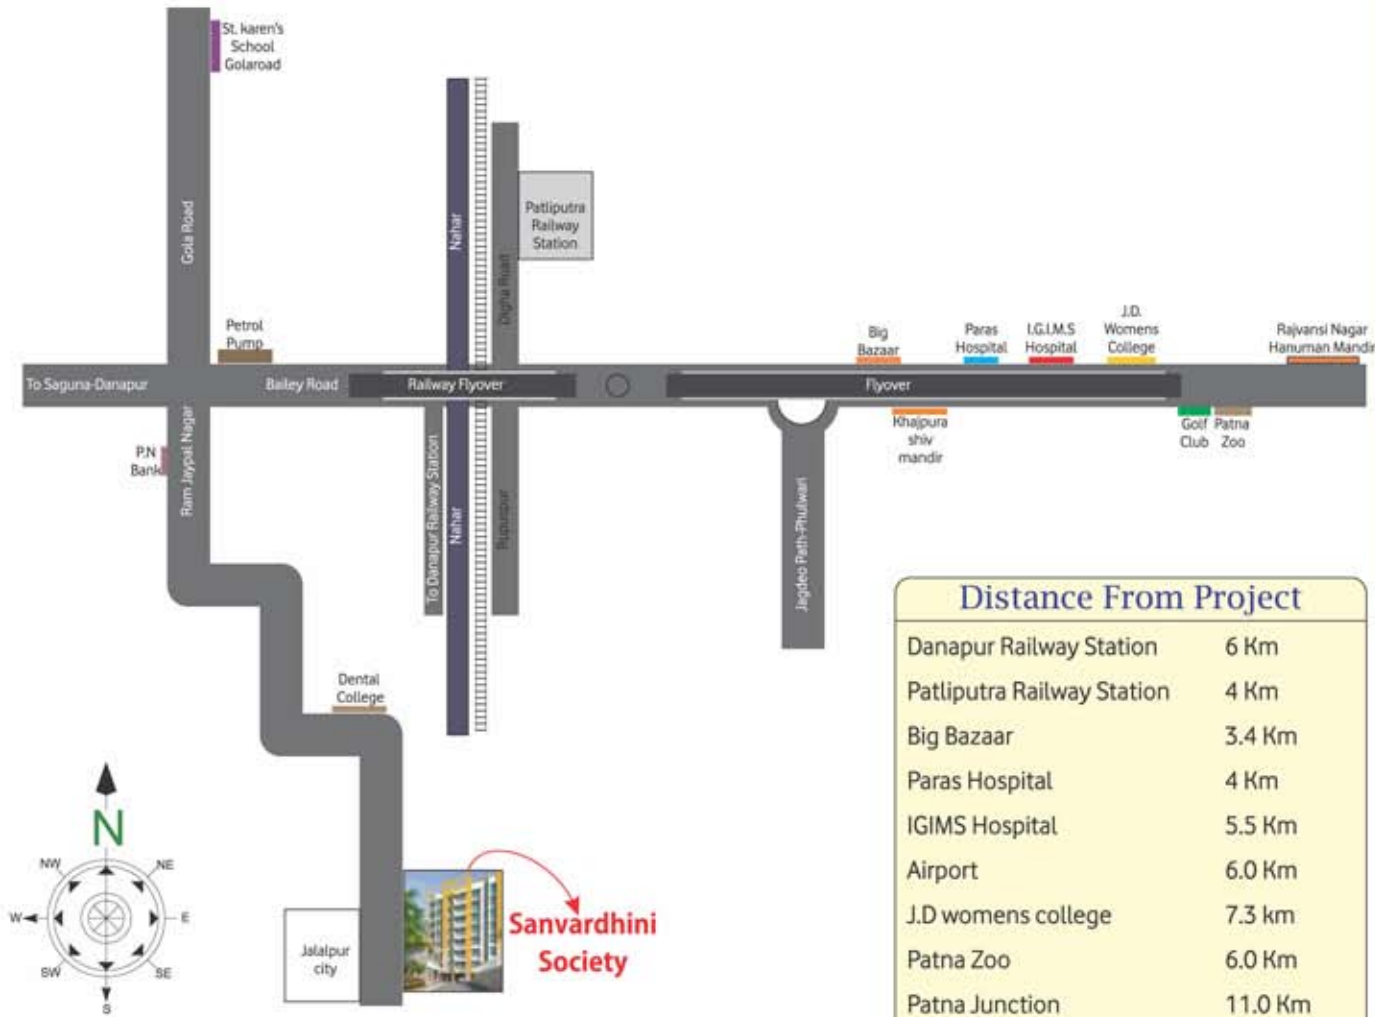 St. karen's
School
Golaroad
Gola Road
Nahar
Patliputra
Railway
Station
Digha Road
Petrol
Pump
Big
Bazaar
Paras
Hospital
I.G.I.M.S
Hospital
J.D.
Womens
College
Rajvansi Nagar
Hanuman Mandir
To Saguna-Danapur
Bailey Road
Railway Flyover
Flyover
P.N
Bank
Ram Jaypal Nagar
To Danapur Railway Station
Nahar
Rupuspur
Khajpura
shiv
mandir
Golf
Club
Patna
Zoo
Jagdeo Path-Phulwari
Dental
College
Jalalpur
city
Sanvardhini
Society
N
NW
NE
W
E
SW
SE
S
Distance From Project
Danapur Railway Station 6 Km
Patliputra Railway Station 4 Km
Big Bazaar 3.4 Km
Paras Hospital 4 Km
IGIMS Hospital 5.5 Km
Airport 6.0 Km
J.D womens college 7.3 km
Patna Zoo 6.0 Km
Patna Junction 11.0 Km